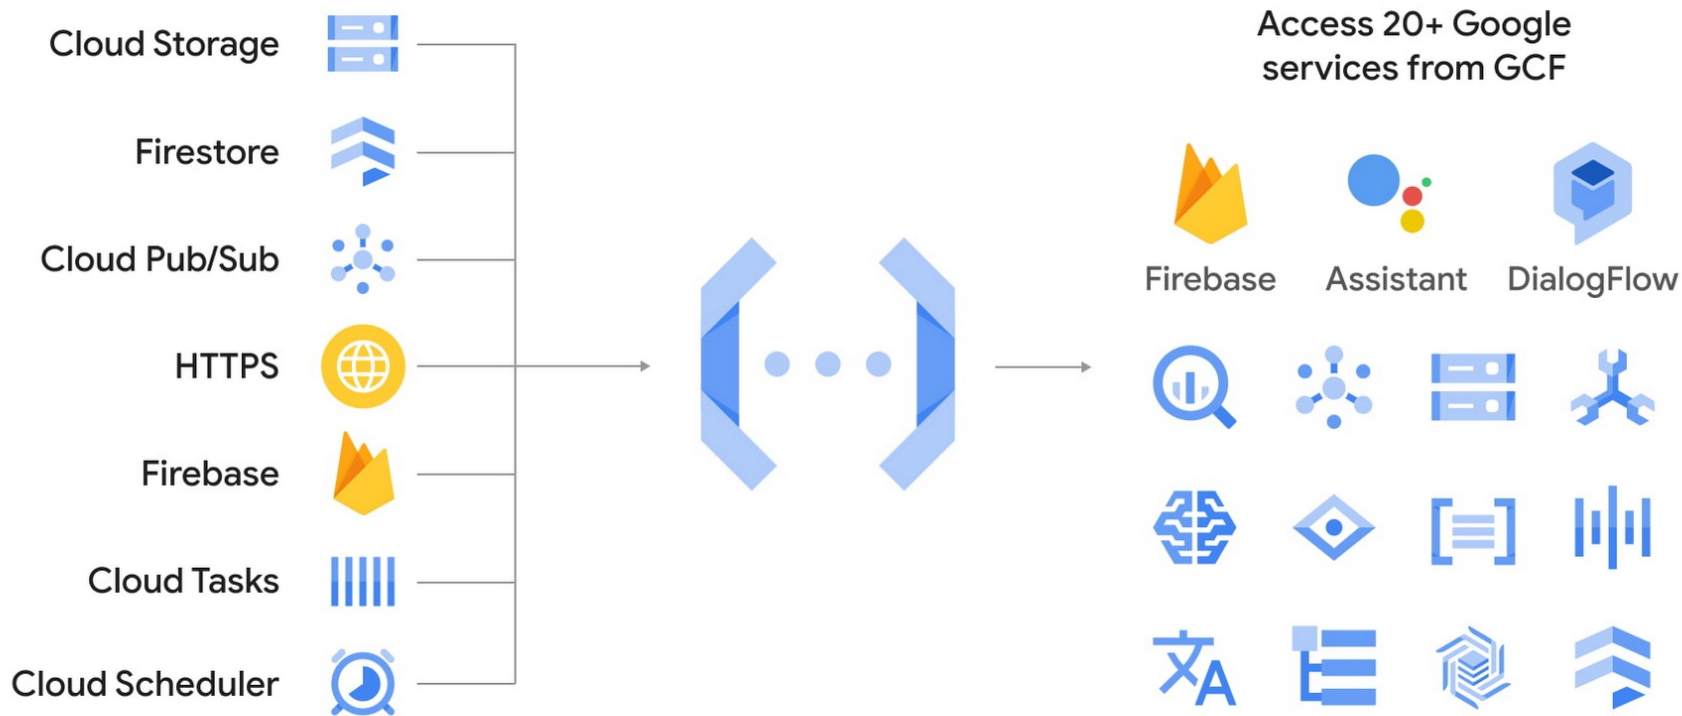 Cloud Storage
Firestore
Cloud Pub/Sub
HTTPS
Firebase
Cloud Tasks
Cloud Scheduler
Access 20+ Google
services from GCF
Firebase
Assistant
DialogFlow